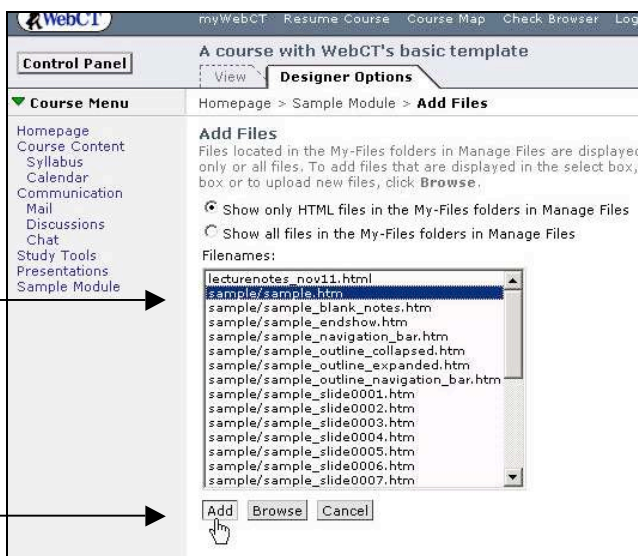 WebCT
myWebCT Resume Course Course Map Check Browser Log
Control Panel
A course with WebCT's basic template
View Designer Options
Course Menu
Homepage > Sample Module > Add Files
Homepage
Course Content
Syllabus
Calendar
Communication
Mail
Discussions
Chat
Study Tools
Presentations
Sample Module
Add Files
Files located in the My-Files folders in Manage Files are displayed
only or all files. To add files that are displayed in the select box,
box or to upload new files, click Browse.
Show only HTML files in the My-Files folders in Manage Files
Show all files in the My-Files folders in Manage Files
Filenames:
lecturenotes_nov11.html
sample/sample.htm
sample/sample_blank_notes.htm
sample/sample_endshow.htm
sample/sample_navigation_bar.htm
sample/sample_outline_collapsed.htm
sample/sample_outline_expanded.htm
sample/sample_outline_navigation_bar.htm
sample/sample_slide0001.htm
sample/sample_slide0002.htm
sample/sample_slide0003.htm
sample/sample_slide0004.htm
sample/sample_slide0005.htm
sample/sample_slide0006.htm
sample/sample_slide0007.htm
Add Browse Cancel